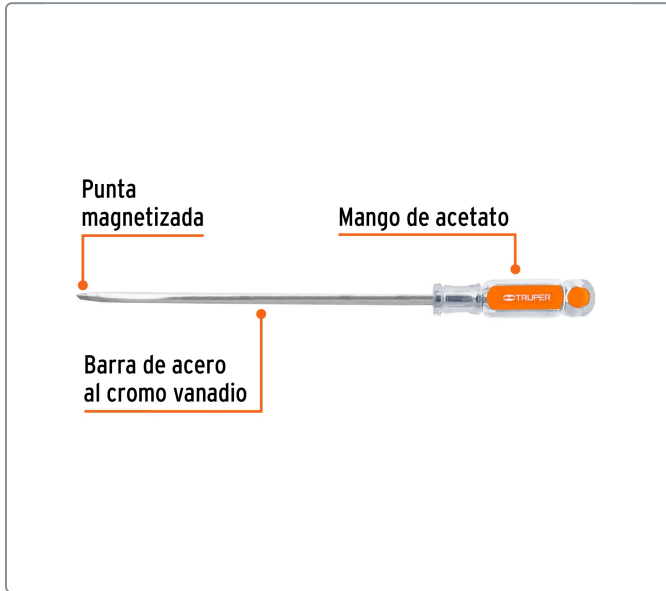 Punta
magnetizada
Mango de acetato
TRUPER
Barra de acero
al cromo vanadio